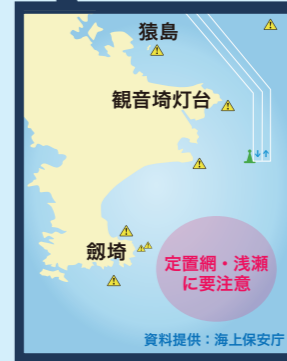 猿島
観音埼灯台
剱埼
定置網・浅瀬
に要注意
資料提供：海上保安庁